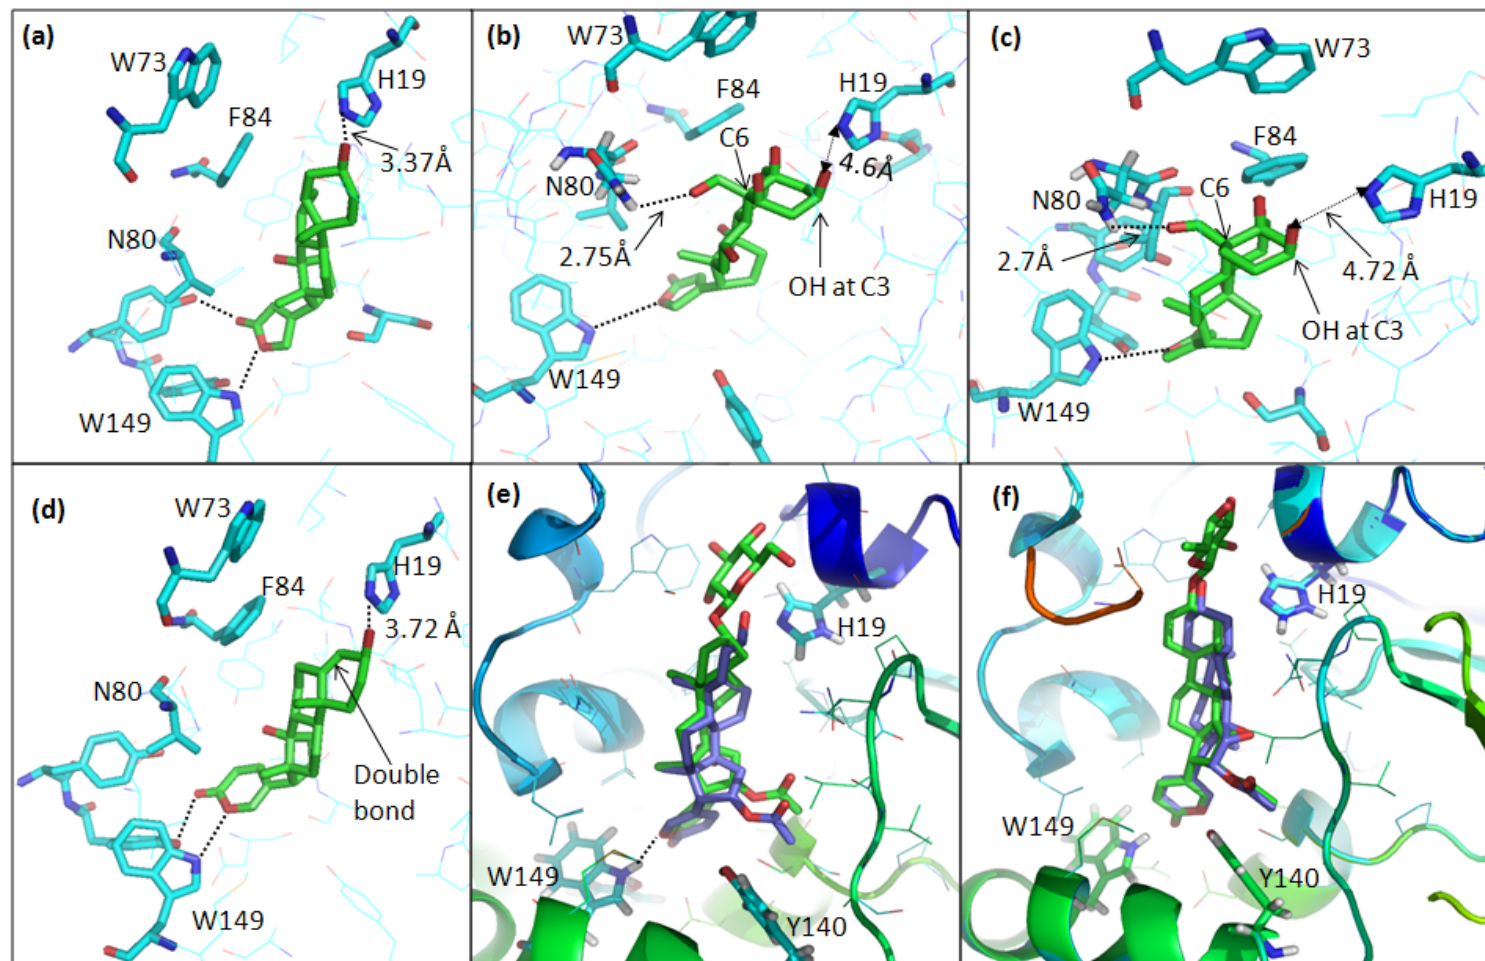 (a)
W73
H19
F84
3.37Å
N80
W149
(b)
W73
H19
F84
C6
4.6Å
N80
2.75Å
OH at C3
W149
(c)
W73
F84
N80
C6
H19
2.7Å
4.72 Å
OH at C3
W149
(d)
W73
H19
F84
3.72 Å
N80
Double
bond
W149
(e)
H19
W149
Y140
(f)
H19
W149
Y140